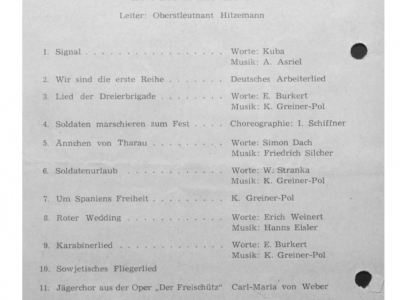 Leiter: Oberstleutnant Hitzemann
1. Signal . . . . . . . . . . . . . . . . Worte: Kuba
Musik: A. Asriel
2. Wir sind die erste Reihe . . . . . . . Deutsches Arbeiterlied
3. Lied der Dreierbrigade . . . . . . . . Worte: E. Burkert
Musik: K. Greiner-Pol
4. Soldaten marschieren zum Fest . . . . . Choreographie: I. Schiffner
5. Ännchen von Tharau . . . . . . . . . Worte: Simon Dach
Musik: Friedrich Silcher
6. Soldatenurlaub . . . . . . . . . . . . Worte: W. Stranka
Musik: K. Greiner-Pol
7. Um Spaniens Freiheit . . . . . . . . K. Greiner-Pol
8. Roter Wedding . . . . . . . . . . . . Worte: Erich Weinert
Musik: Hanns Eisler
9. Karabinerlied . . . . . . . . . . . . . Worte: E. Burkert
Musik: K. Greiner-Pol
10. Sowjetisches Fliegerlied
11. Jägerchor aus der Oper „Der Freischütz" Carl-Maria von Weber